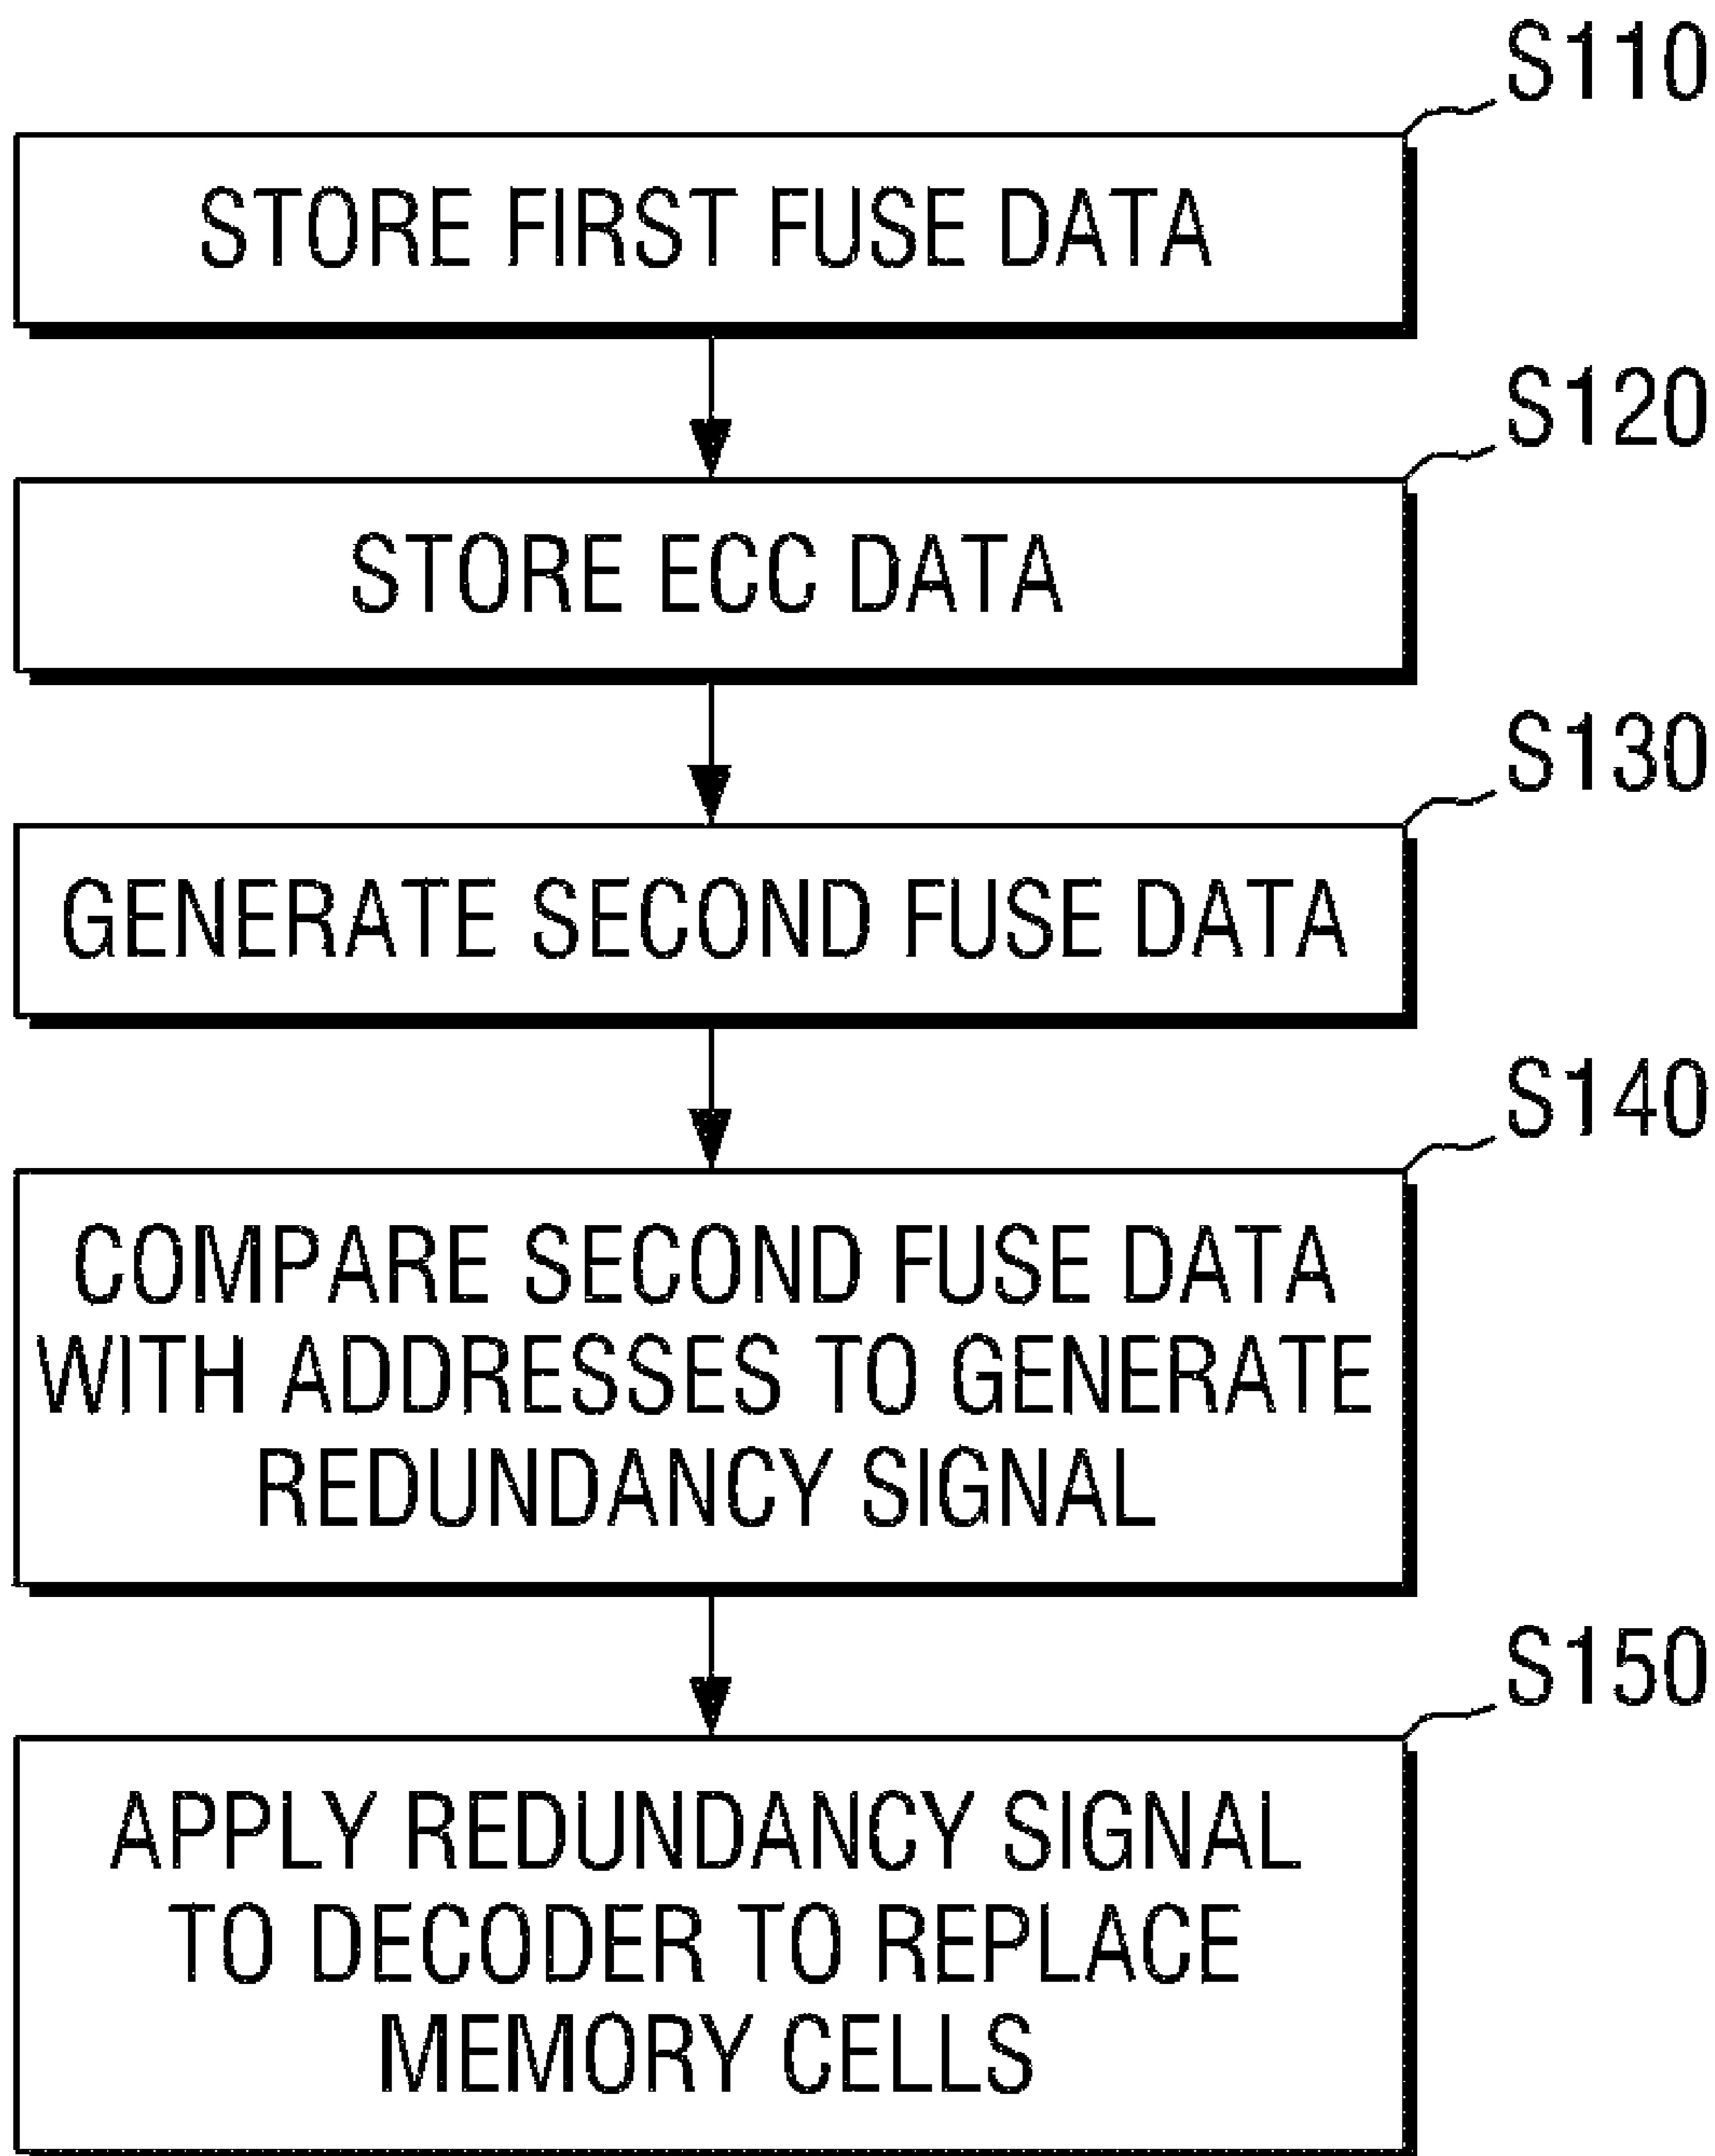 S110
STORE FIRST FUSE DATA
S120
STORE ECC DATA
S130
GENERATE SECOND FUSE DATA
S140
COMPARE SECOND FUSE DATA
WITH ADDRESSES TO GENERATE
REDUNDANCY SIGNAL
S150
APPLY REDUNDANCY SIGNAL
TO DECODER TO REPLACE
MEMORY CELLS